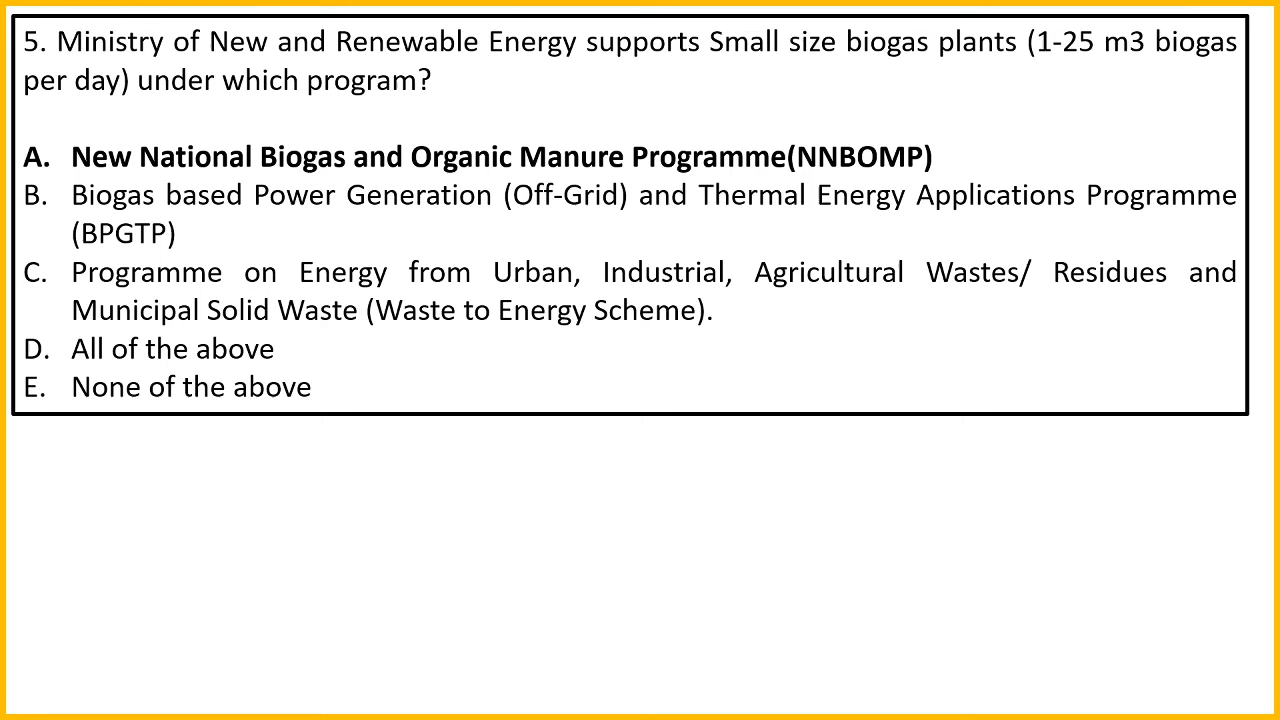 5. Ministry of New and Renewable Energy supports Small size biogas plants (1-25 m3 biogas
per day) under which program?
A. New National Biogas and Organic Manure Programme(NNBOMP)
B. Biogas based Power Generation (Off-Grid) and Thermal Energy Applications Programme
(BPGTP)
C. Programme on Energy from Urban, Industrial, Agricultural Wastes/ Residues and
Municipal Solid Waste (Waste to Energy Scheme).
D. All of the above
E. None of the above